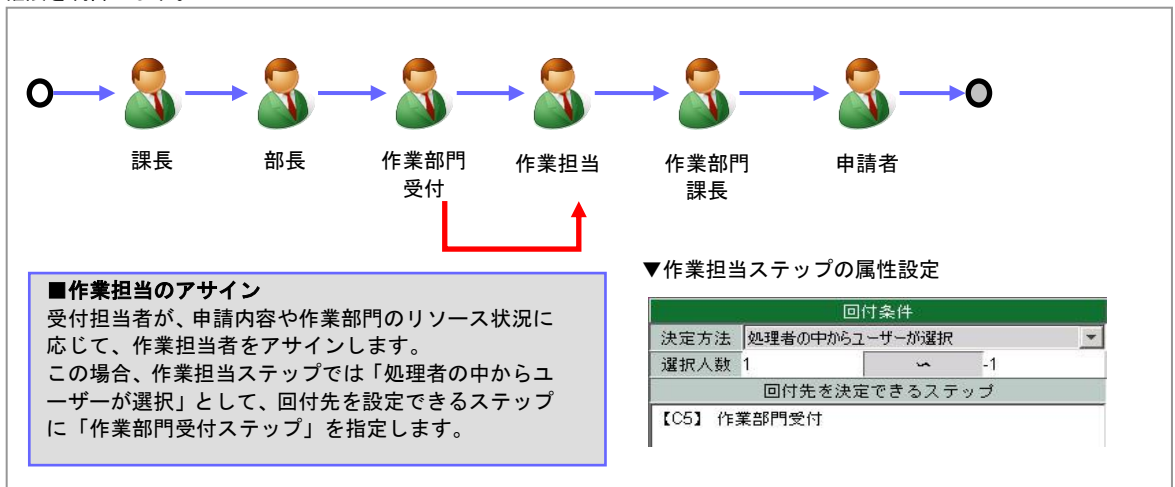 課長
部長
作業部門
受付
作業担当
作業部門
課長
申請者
■作業担当のアサイン
受付担当者が、申請内容や作業部門のリソース状況に
応じて、作業担当者をアサインします。
この場合、作業担当ステップでは「処理者の中からユ
ーザーが選択」として、回付先を設定できるステップ
に「作業部門受付ステップ」を指定します。
▼作業担当ステップの属性設定
回付条件
決定方法 処理者の中からユーザーが選択
選択人数 1 ～ -1
回付先を決定できるステップ
【C5】 作業部門受付